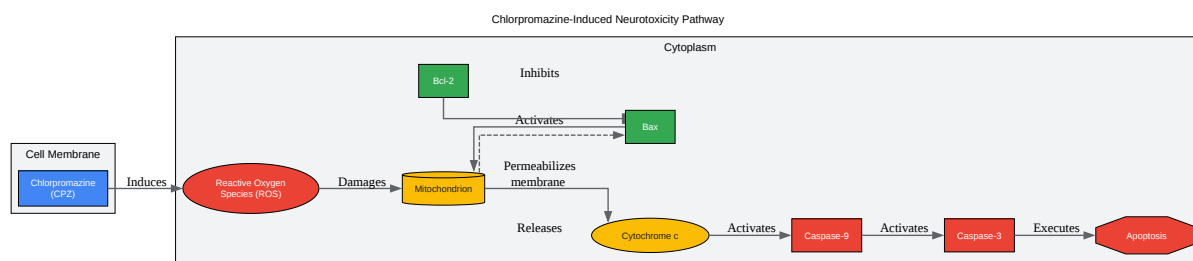 Chlorpromazine-Induced Neurotoxicity Pathway
Cytoplasm
Bcl-2
Inhibits
Activates
Bax
Cell Membrane
Chlorpromazine
(CPZ)
Induces
Reactive Oxygen
Species (ROS)
Damages
Mitochondrion
Permeabilizes
membrane
Releases
Cytochrome c
Activates
Caspase-9
Activates
Caspase-3
Executes
Apoptosis